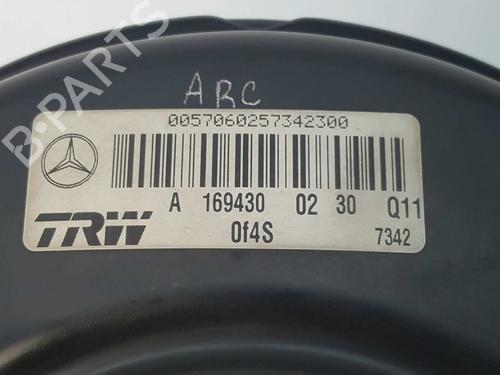 ARC
0057060257342300
A 169430 02 30 Q11
TRW 0f4S 7342
B-PARTS